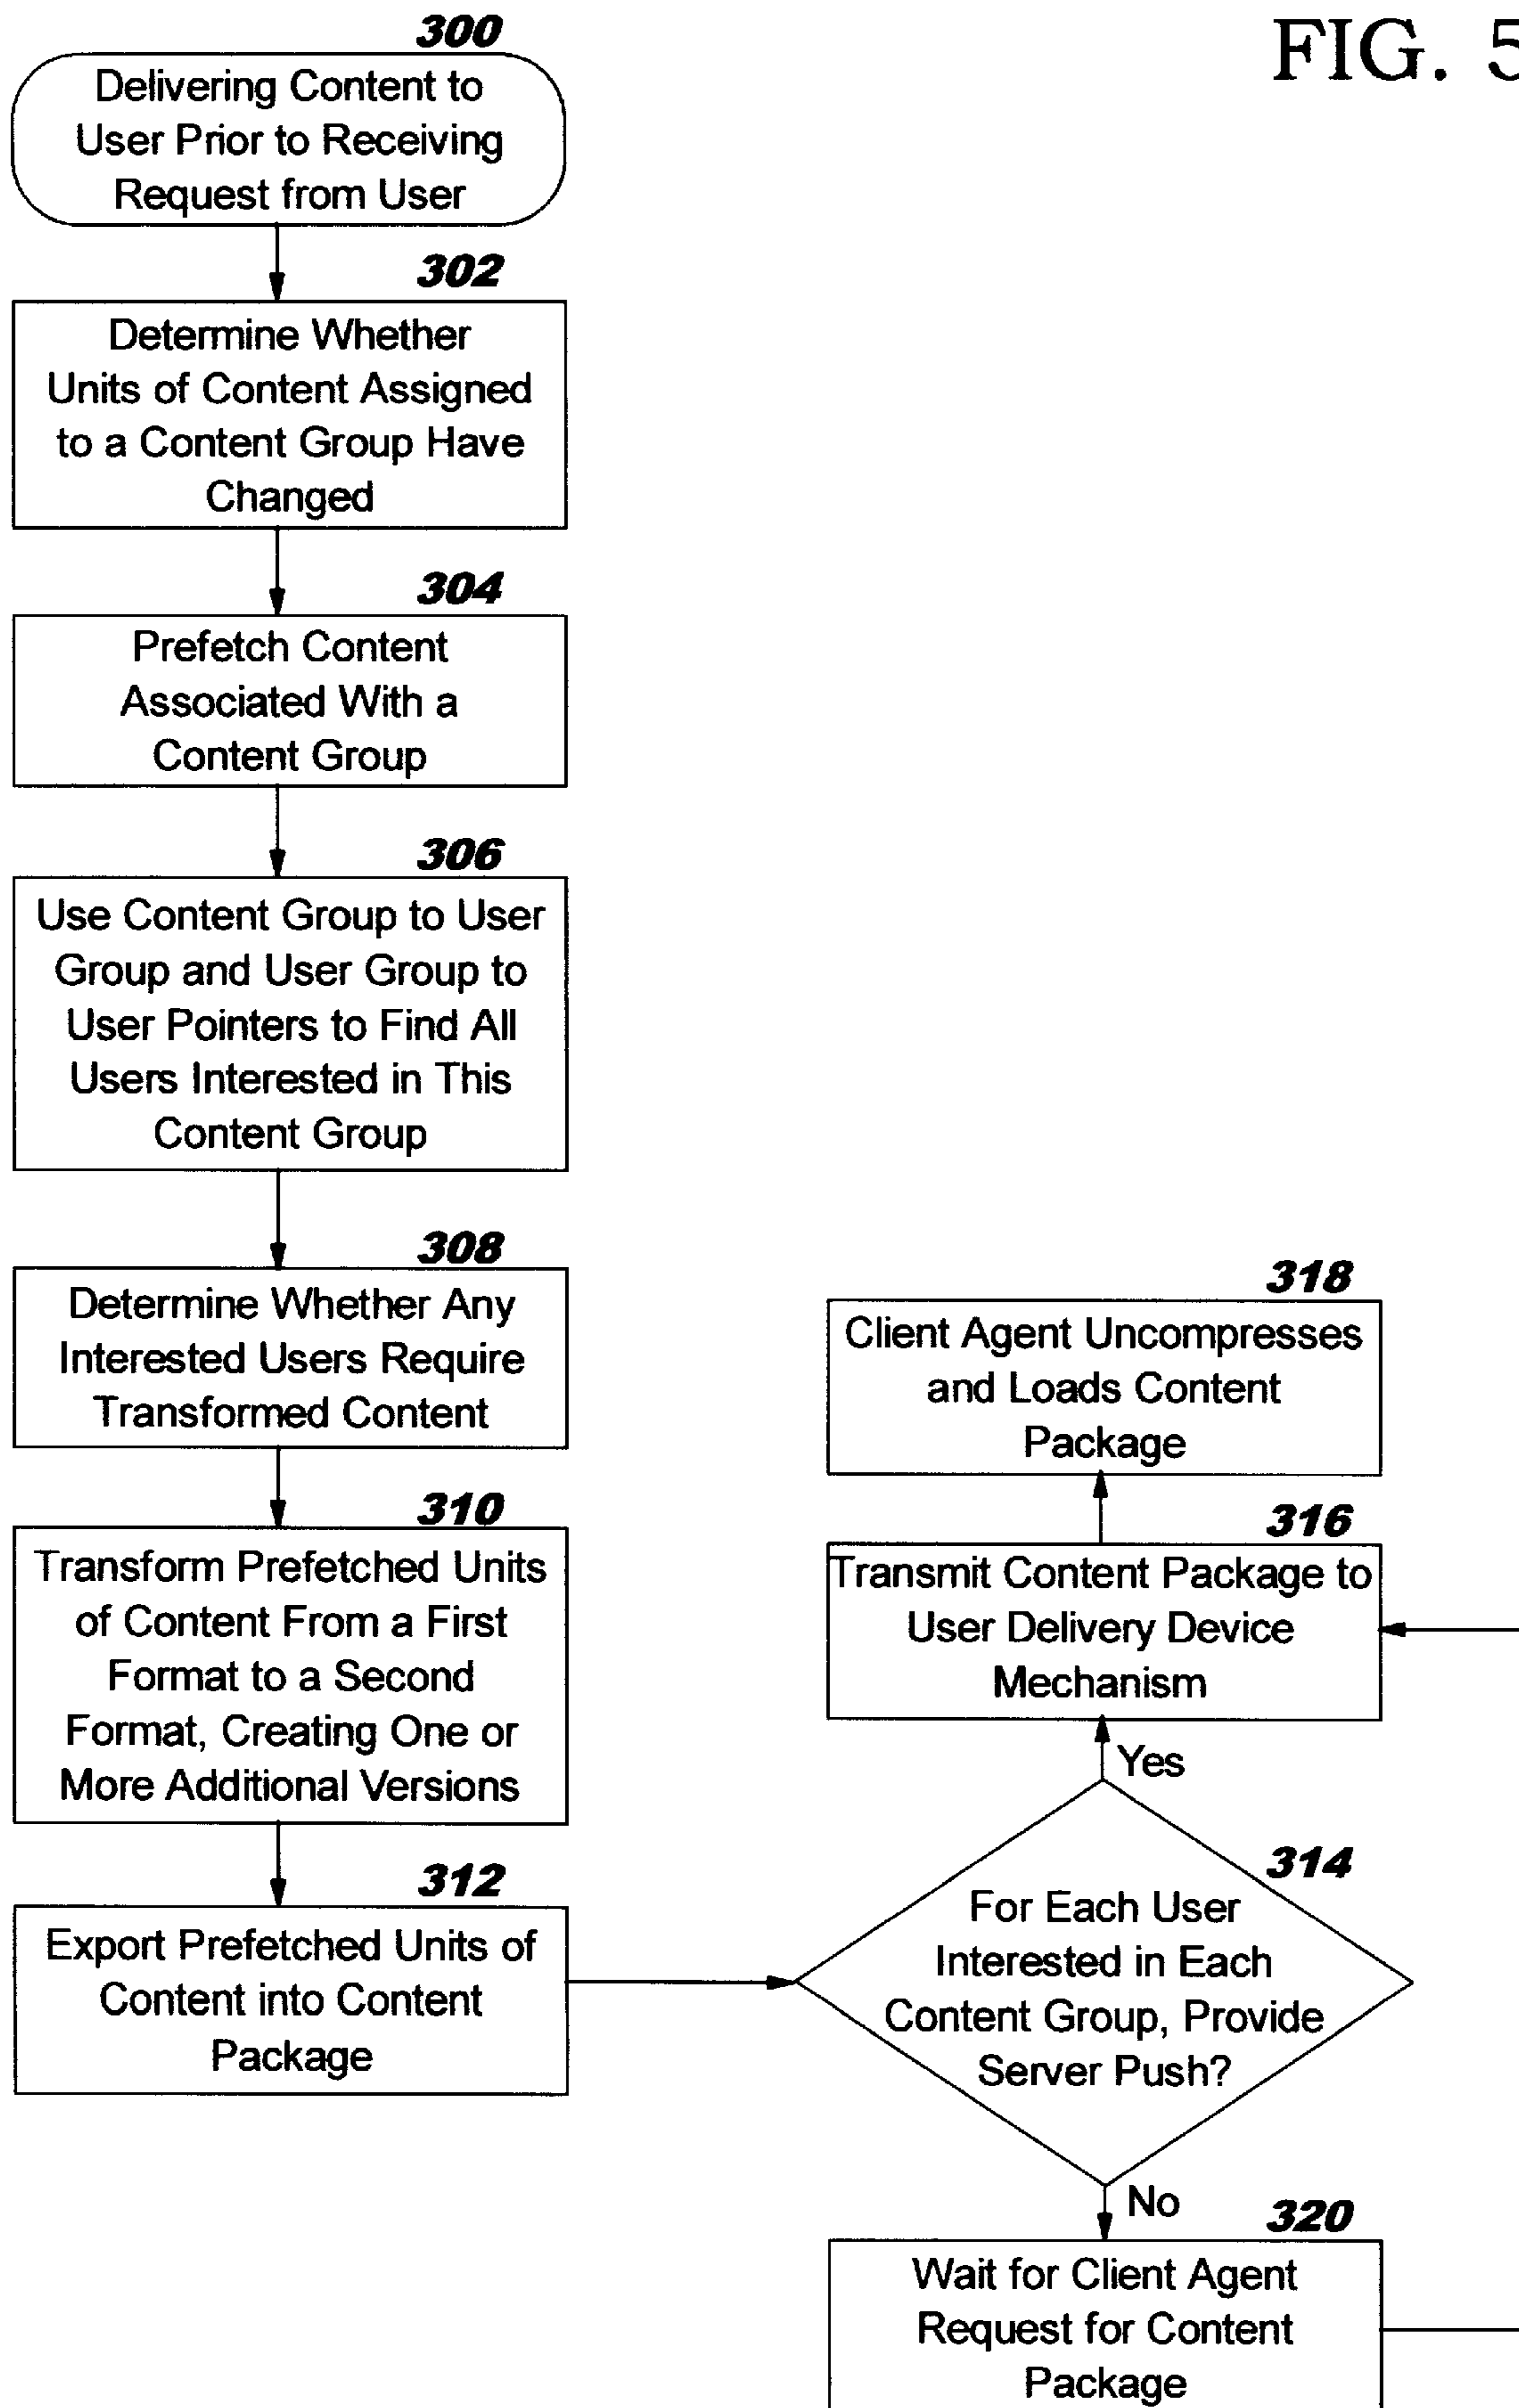 FIG. 5
300
Delivering Content to
User Prior to Receiving
Request from User
302
Determine Whether
Units of Content Assigned
to a Content Group Have
Changed
304
Prefetch Content
Associated With a
Content Group
306
Use Content Group to User
Group and User Group to
User Pointers to Find All
Users Interested in This
Content Group
308
Determine Whether Any
Interested Users Require
Transformed Content
310
Transform Prefetched Units
of Content From a First
Format to a Second
Format, Creating One or
More Additional Versions
312
Export Prefetched Units of
Content into Content
Package
318
Client Agent Uncompresses
and Loads Content
Package
316
Transmit Content Package to
User Delivery Device
Mechanism
Yes
314
For Each User
Interested in Each
Content Group, Provide
Server Push?
No
320
Wait for Client Agent
Request for Content
Package